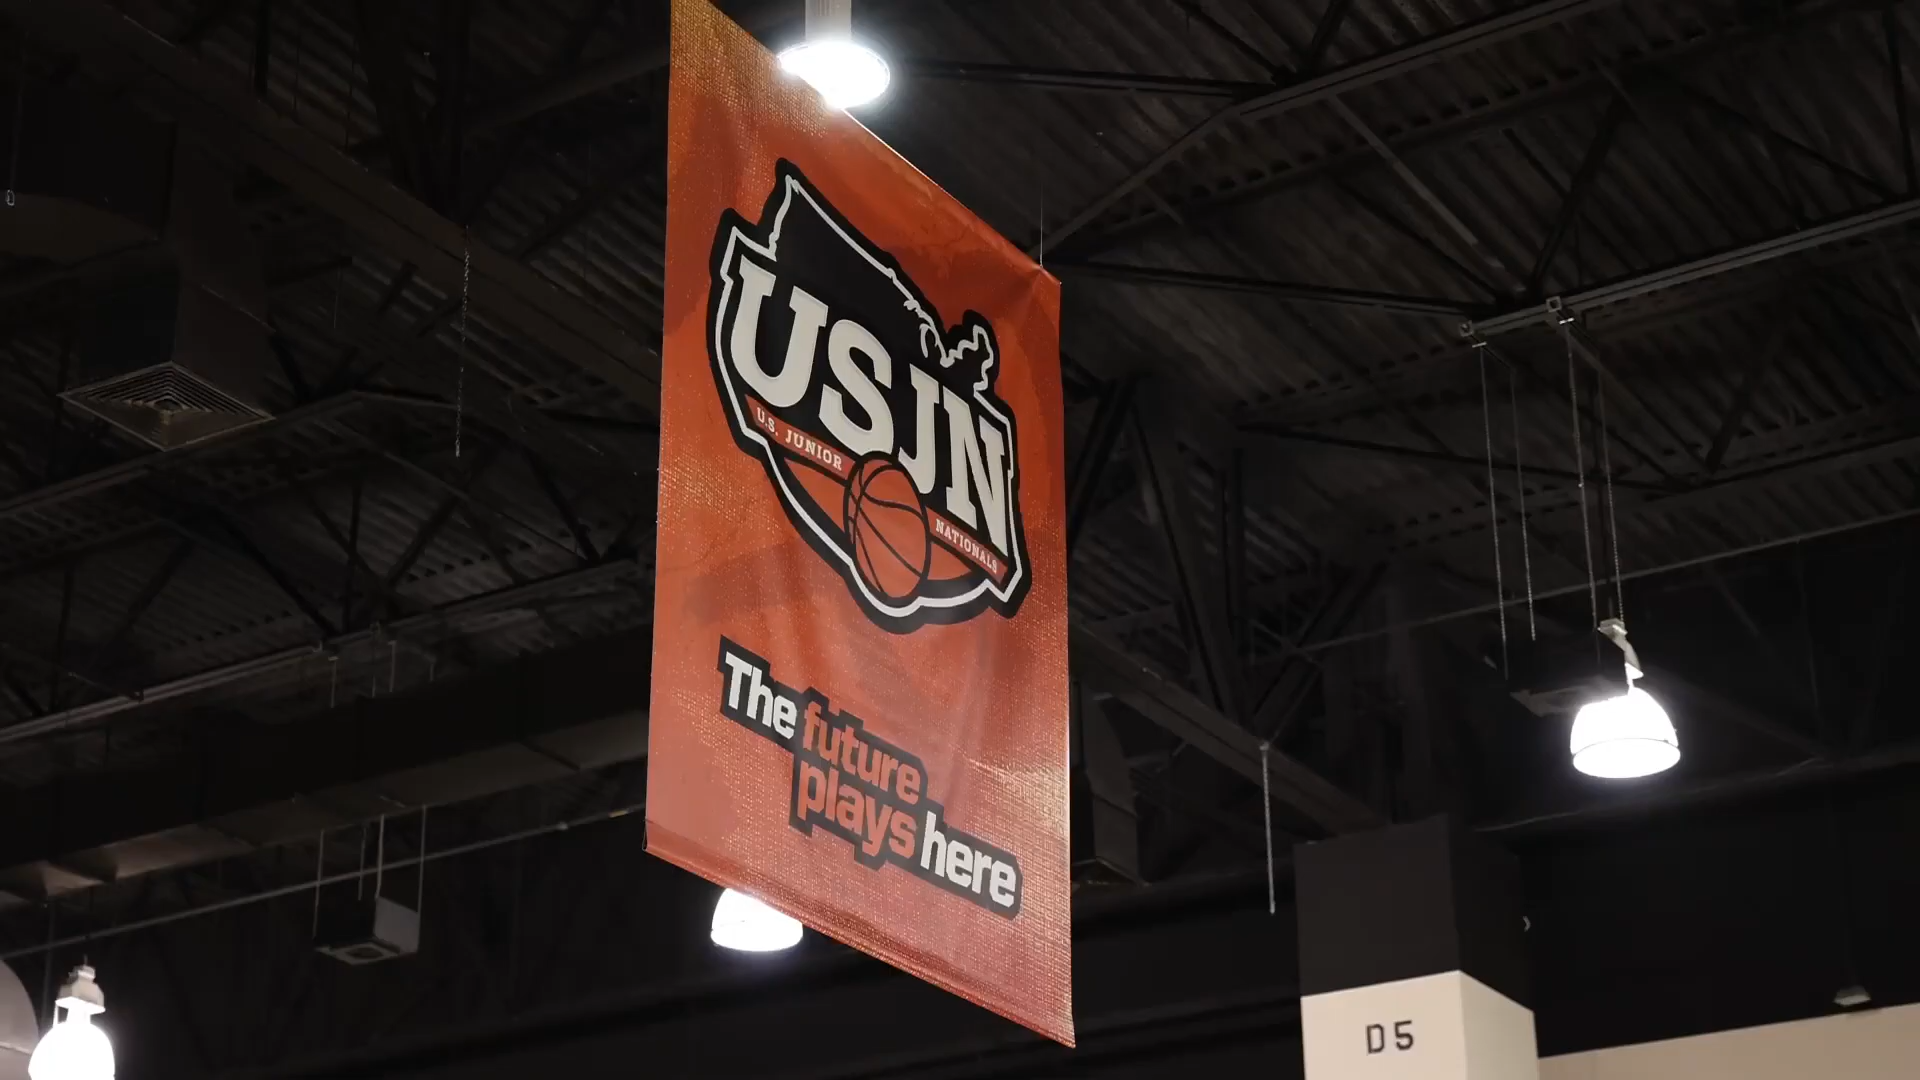 USJN
U.S. JUNIOR
NATIONALS
The future
plays here
D5